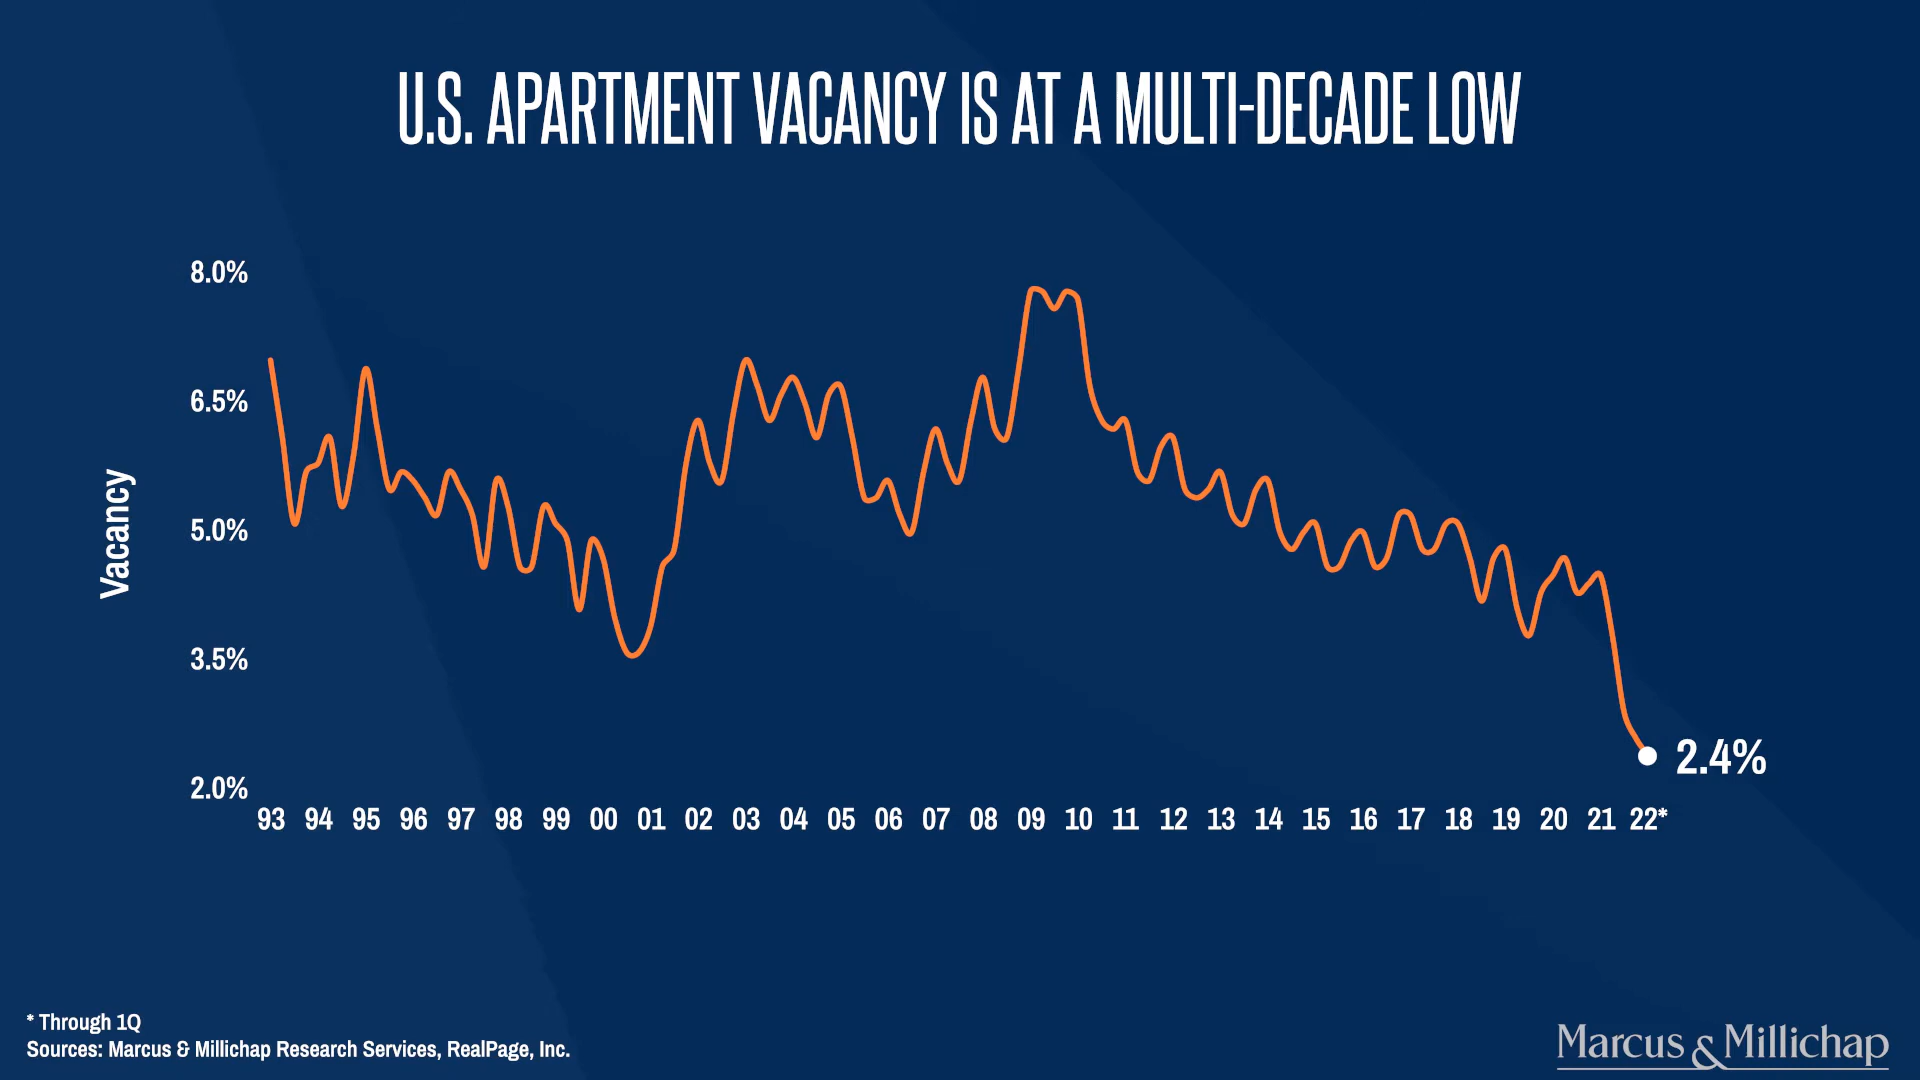 U.S. APARTMENT VACANCY IS AT A MULTI-DECADE LOW
Vacancy
8.0%
6.5%
5.0%
3.5%
2.0%
2.4%
93 94 95 96 97 98 99 00 01 02 03 04 05 06 07 08 09 10 11 12 13 14 15 16 17 18 19 20 21 22*
* Through 1Q
Sources: Marcus & Millichap Research Services, RealPage, Inc.
Marcus & Millichap